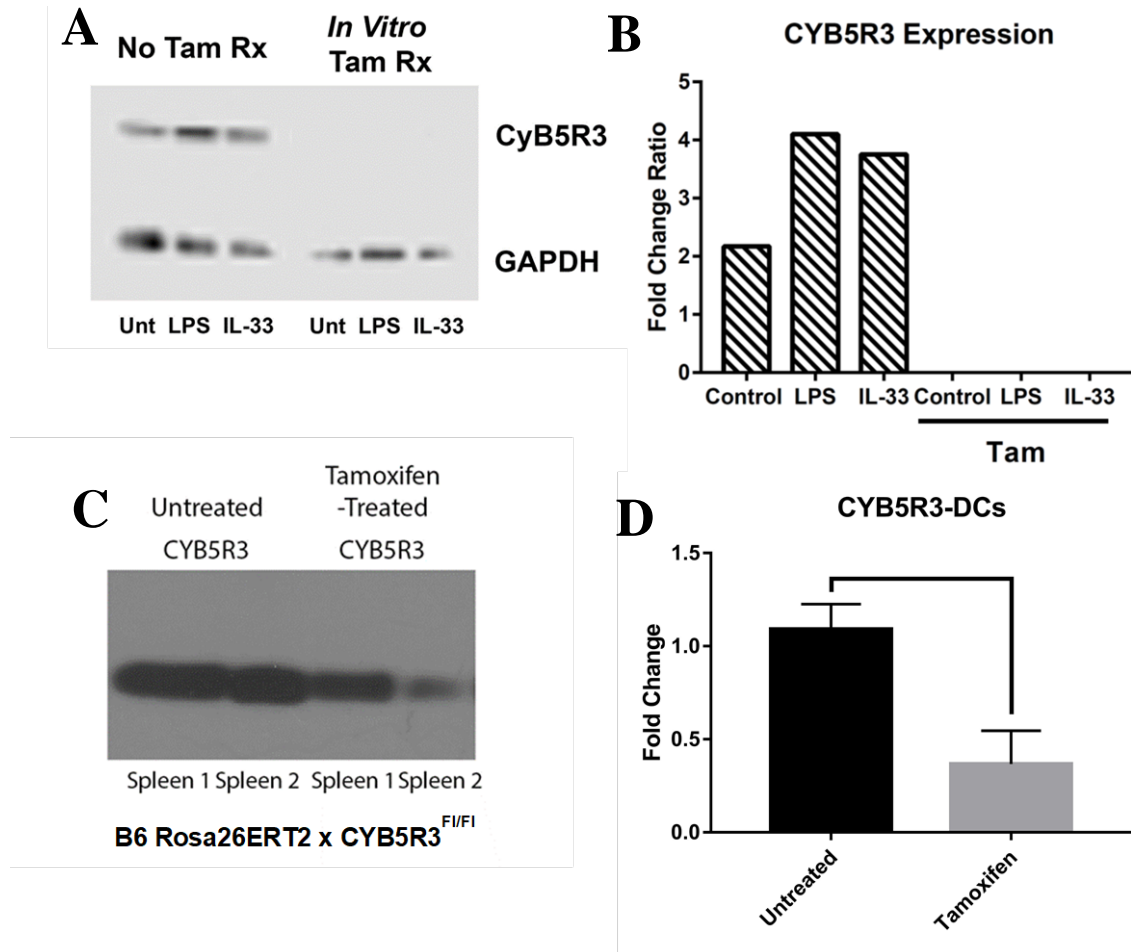 A
No Tam Rx
In Vitro
Tam Rx
CyB5R3
GAPDH
Unt LPS IL-33 Unt LPS IL-33
B
CYB5R3 Expression
Fold Change Ratio
5
4
3
2
1
0
Control LPS IL-33 Control LPS IL-33
Tam
C
Untreated
CYB5R3
Tamoxifen
-Treated
CYB5R3
Spleen 1 Spleen 2 Spleen 1 Spleen 2
B6 Rosa26ERT2 x CYB5R3Fl/Fl
D
CYB5R3-DCs
Fold Change
1.5
1.0
0.5
0.0
Untreated
Tamoxifen